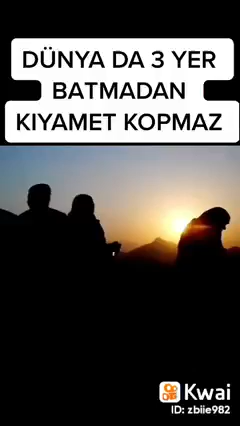 DÜNYA DA 3 YER
BATMADAN
KIYAMET KOPMAZ
Kwai
ID: zbiie982